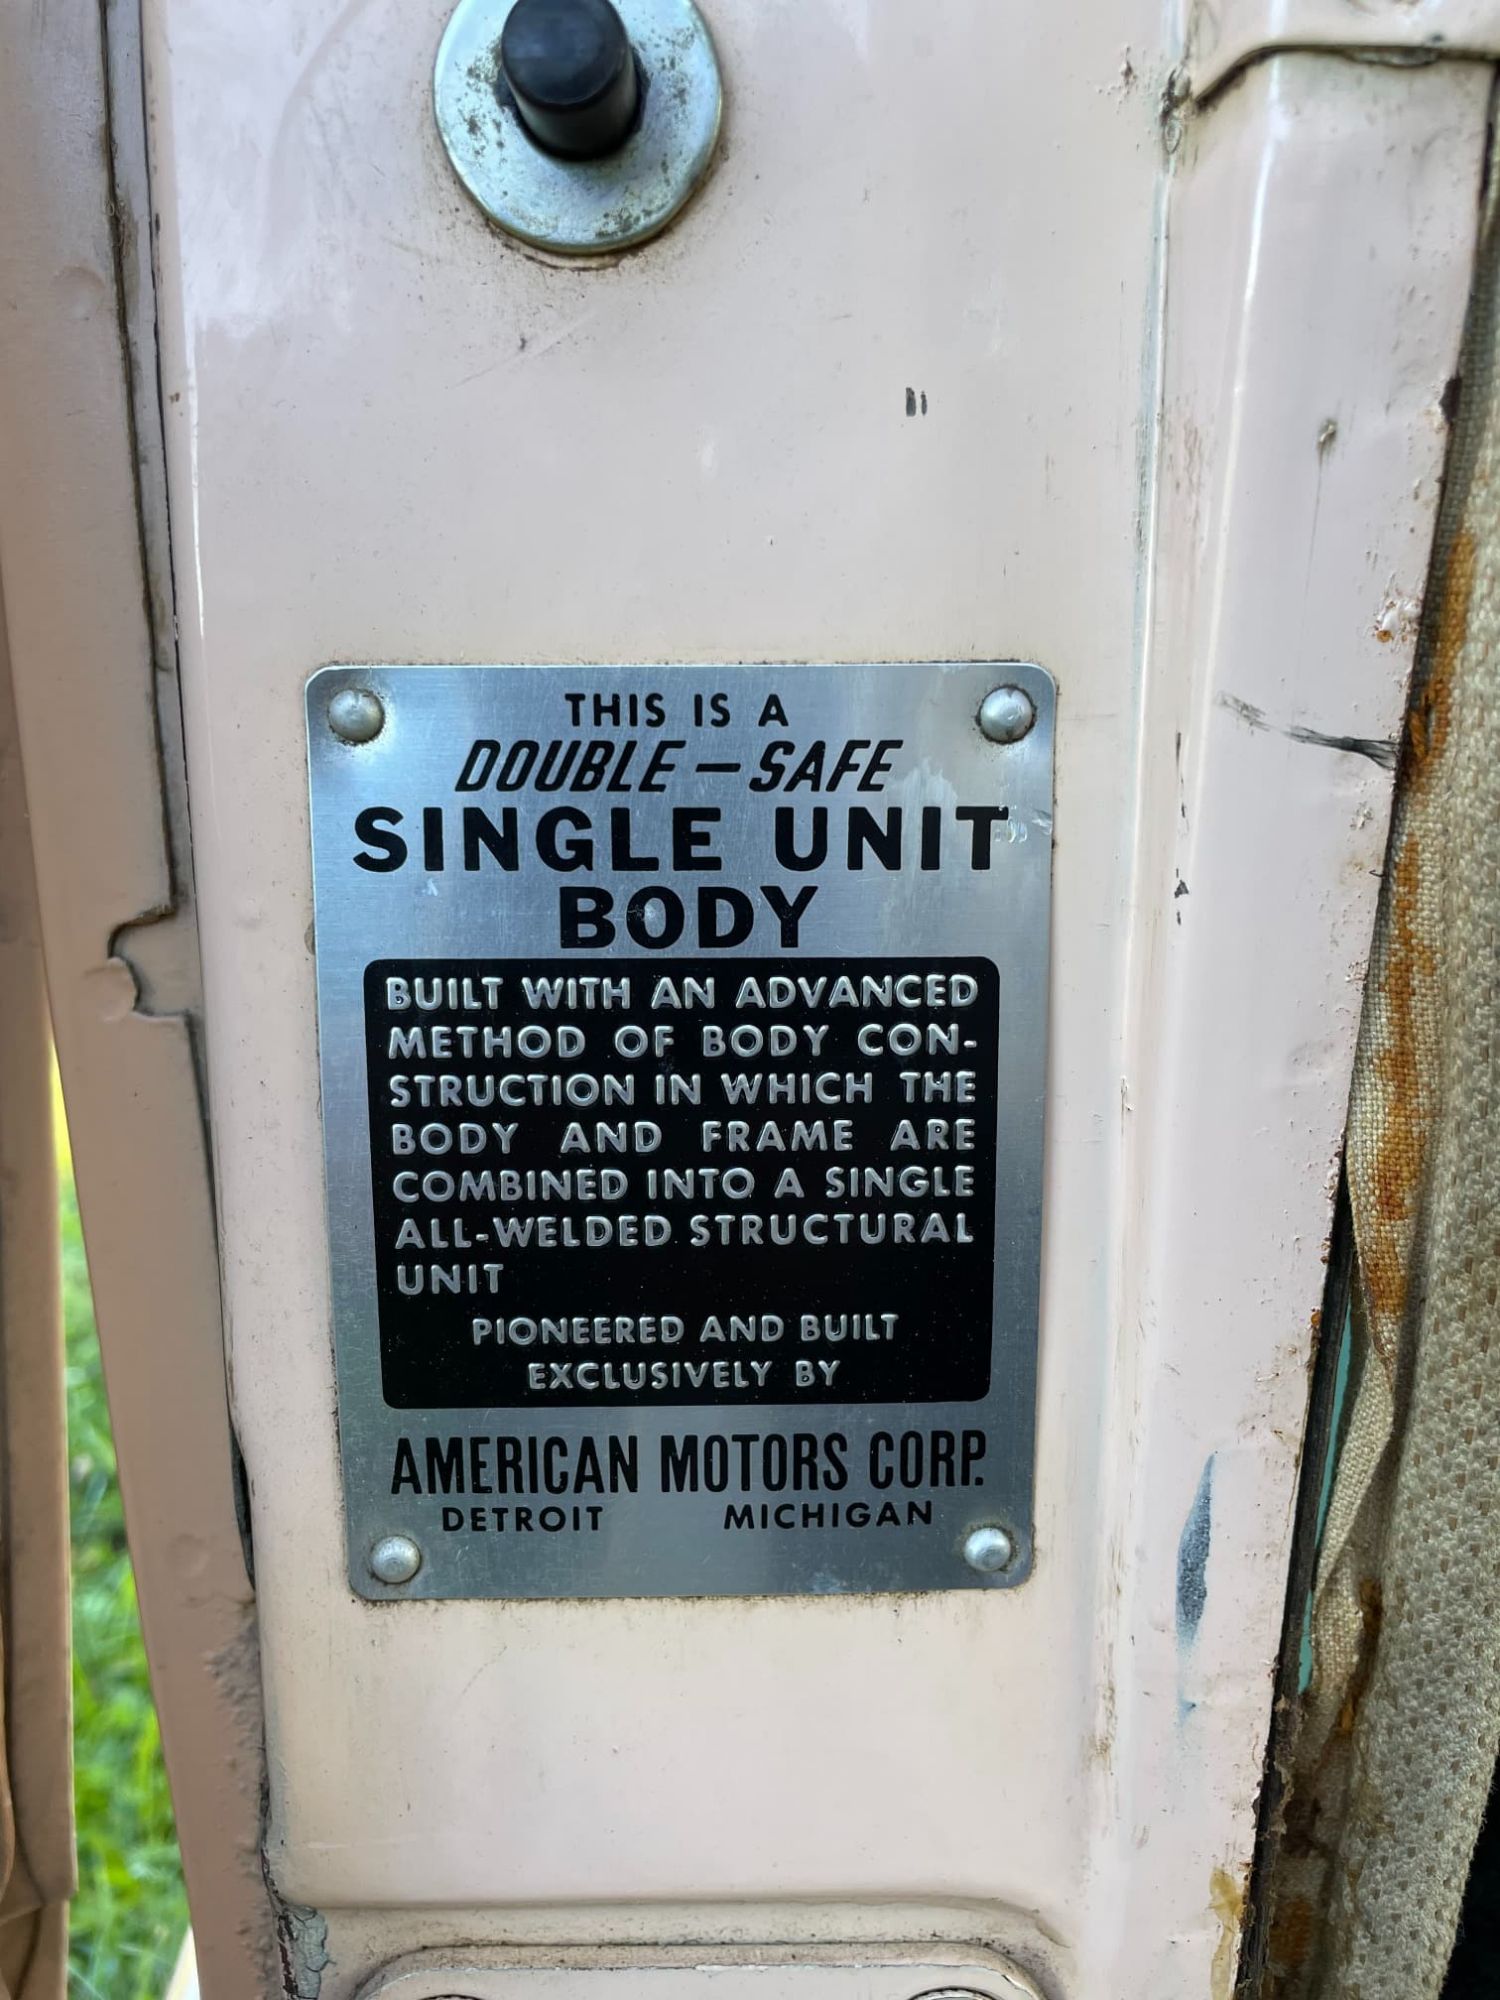 THIS IS A
DOUBLE - SAFE
SINGLE UNIT
BODY
BUILT WITH AN ADVANCED
METHOD OF BODY CON-
STRUCTION IN WHICH THE
BODY AND FRAME ARE
COMBINED INTO A SINGLE
ALL-WELDED STRUCTURAL
UNIT
PIONEERED AND BUILT
EXCLUSIVELY BY
AMERICAN MOTORS CORP.
DETROIT MICHIGAN